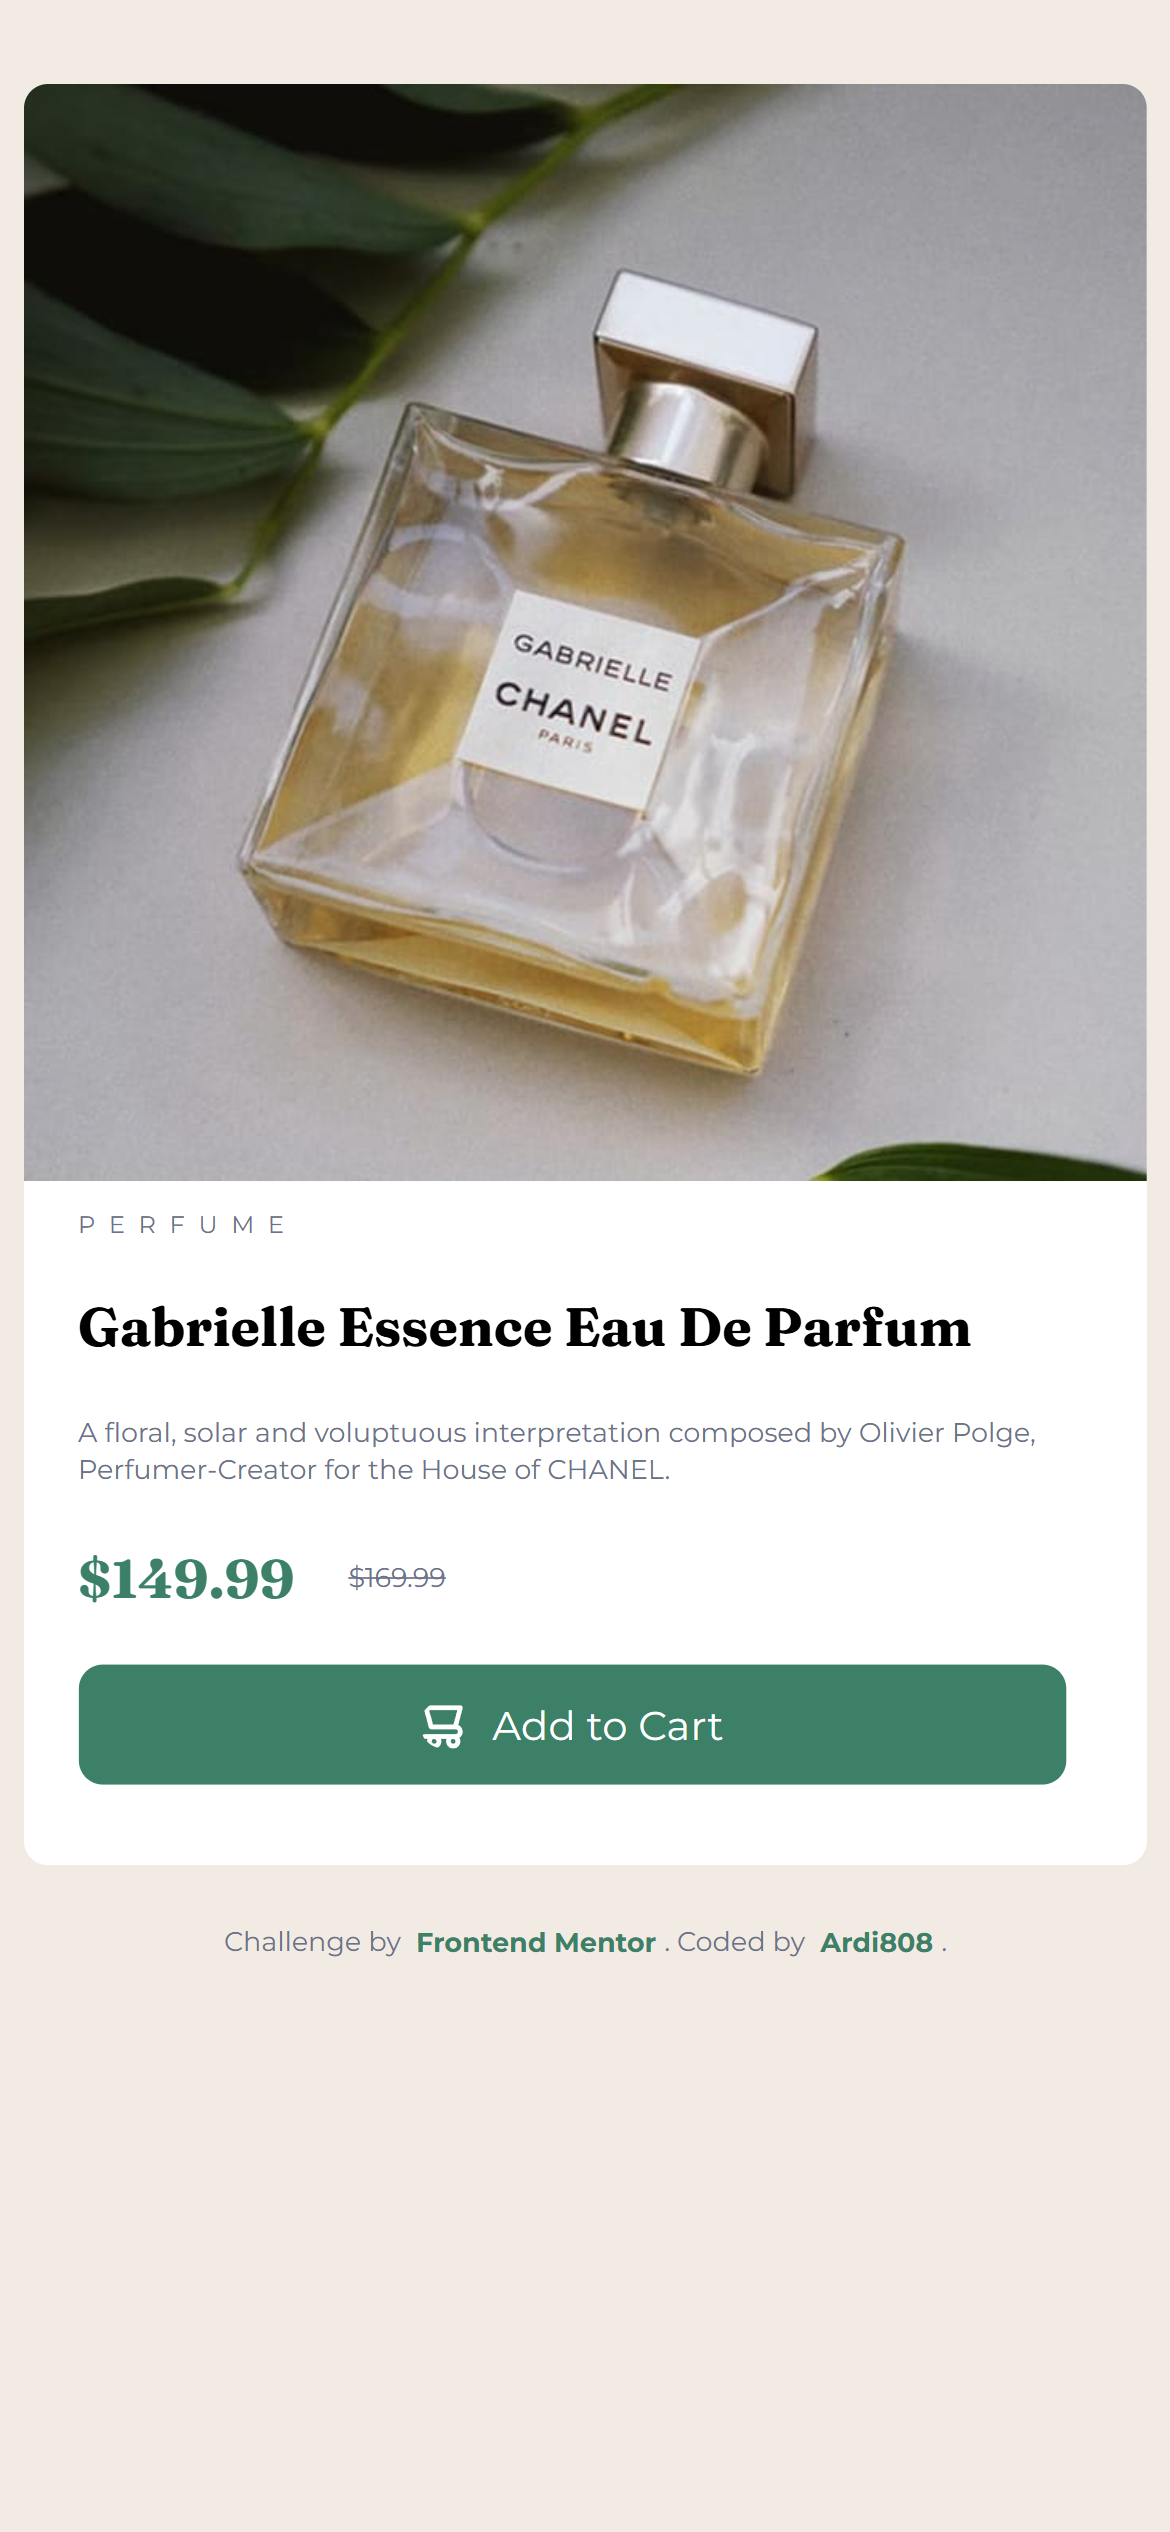 GABRIELLE
CHANEL
PARIS
PERFUME
Gabrielle Essence Eau De Parfum
A floral, solar and voluptuous interpretation composed by Olivier Polge,
Perfumer-Creator for the House of CHANEL.
$149.99 $169.99
Add to Cart
Challenge by Frontend Mentor . Coded by Ardi808 .